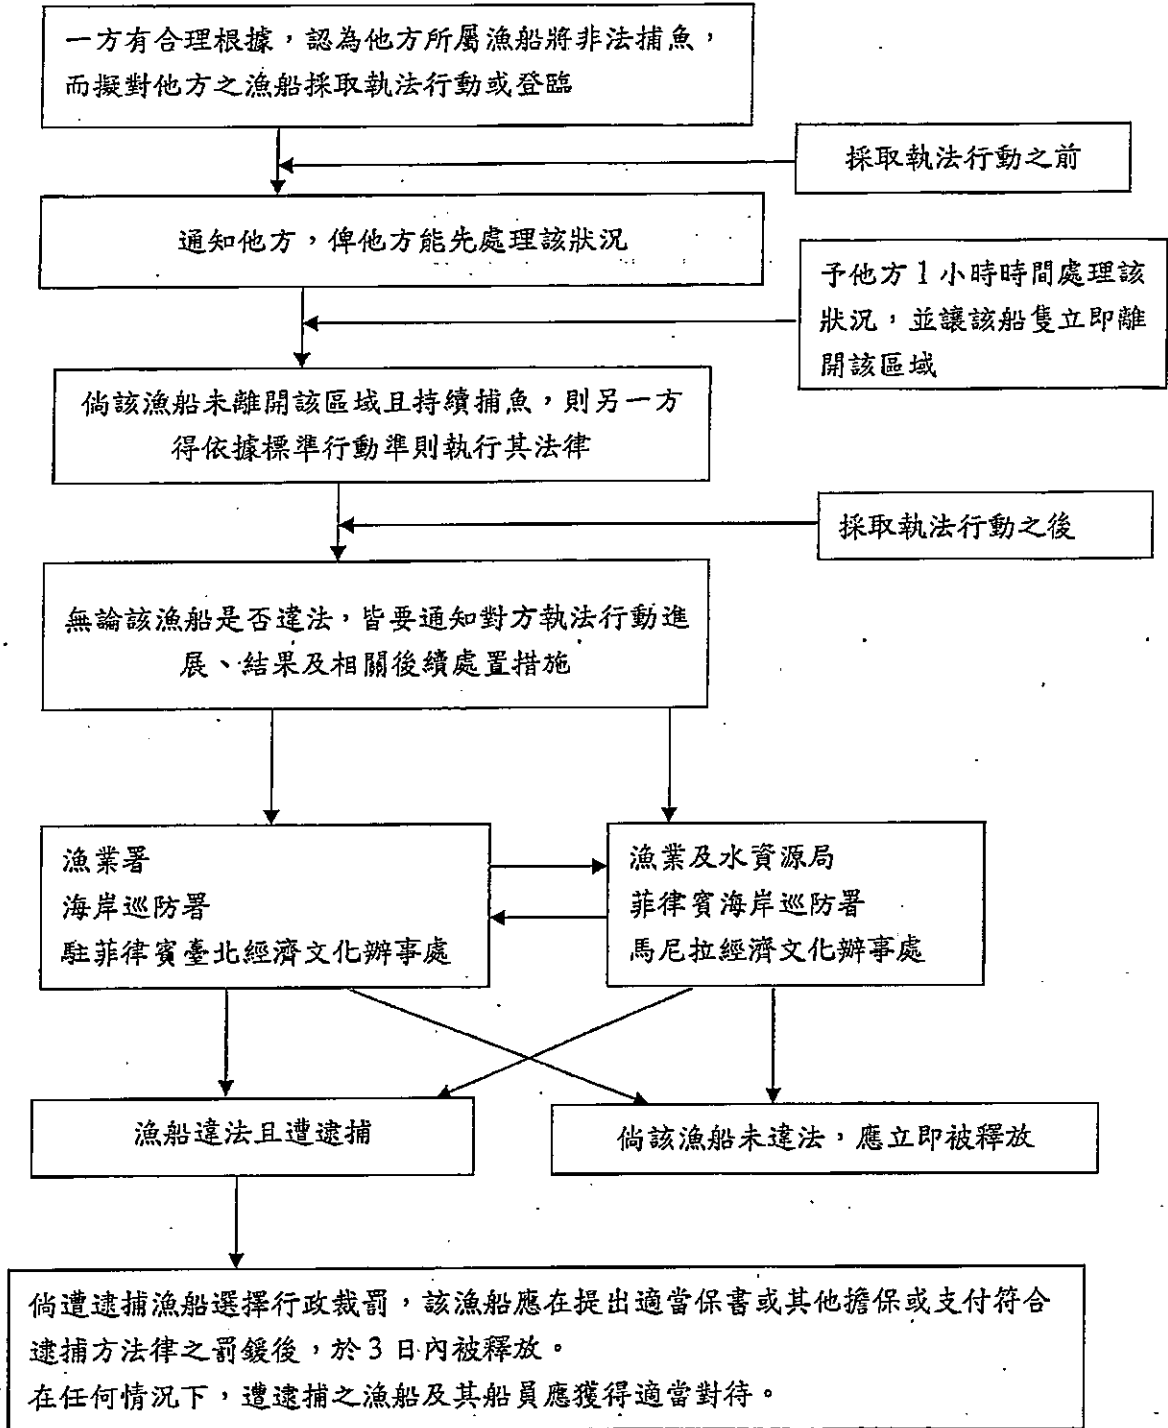 一方有合理根據，認為他方所屬漁船將非法捕魚，
而擬對他方之漁船採取執法行動或登臨
採取執法行動之前
通知他方，俾他方能先處理該狀況
予他方1小時時間處理該
狀況，並讓該船隻立即離
開該區域
倘該漁船未離開該區域且持續捕魚，則另一方
得依據標準行動準則執行其法律
採取執法行動之後
無論該漁船是否違法，皆要通知對方執法行動進
展、結果及相關後續處置措施
漁業署
海岸巡防署
駐菲律賓臺北經濟文化辦事處
漁業及水資源局
菲律賓海岸巡防署
馬尼拉經濟文化辦事處
漁船違法且遭逮捕
倘該漁船未違法，應立即被釋放
倘遭逮捕漁船選擇行政裁罰，該漁船應在提出適當保書或其他擔保或支付符合
逮捕方法律之罰鍰後，於3日內被釋放。
在任何情況下，遭逮捕之漁船及其船員應獲得適當對待。